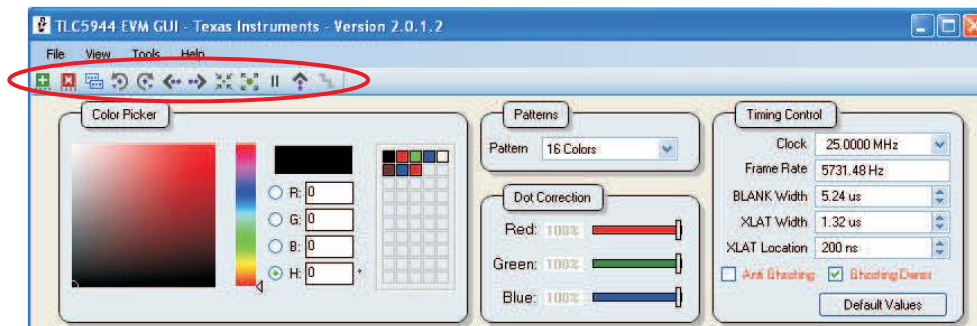 TLC5944 EVM GUI - Texas Instruments - Version 2.0.1.2
File View Tools Help
Color Picker
R: 0
G: 0
B: 0
H: 0 °
Patterns
Pattern 16 Colors
Dot Correction
Red: 100%
Green: 100%
Blue: 100%
Timing Control
Clock 25.0000 MHz
Frame Rate 5731.48 Hz
BLANK Width 5.24 us
XLAT Width 1.32 us
XLAT Location 200 ns
Anti Ghosting Ghosting Demo
Default Values